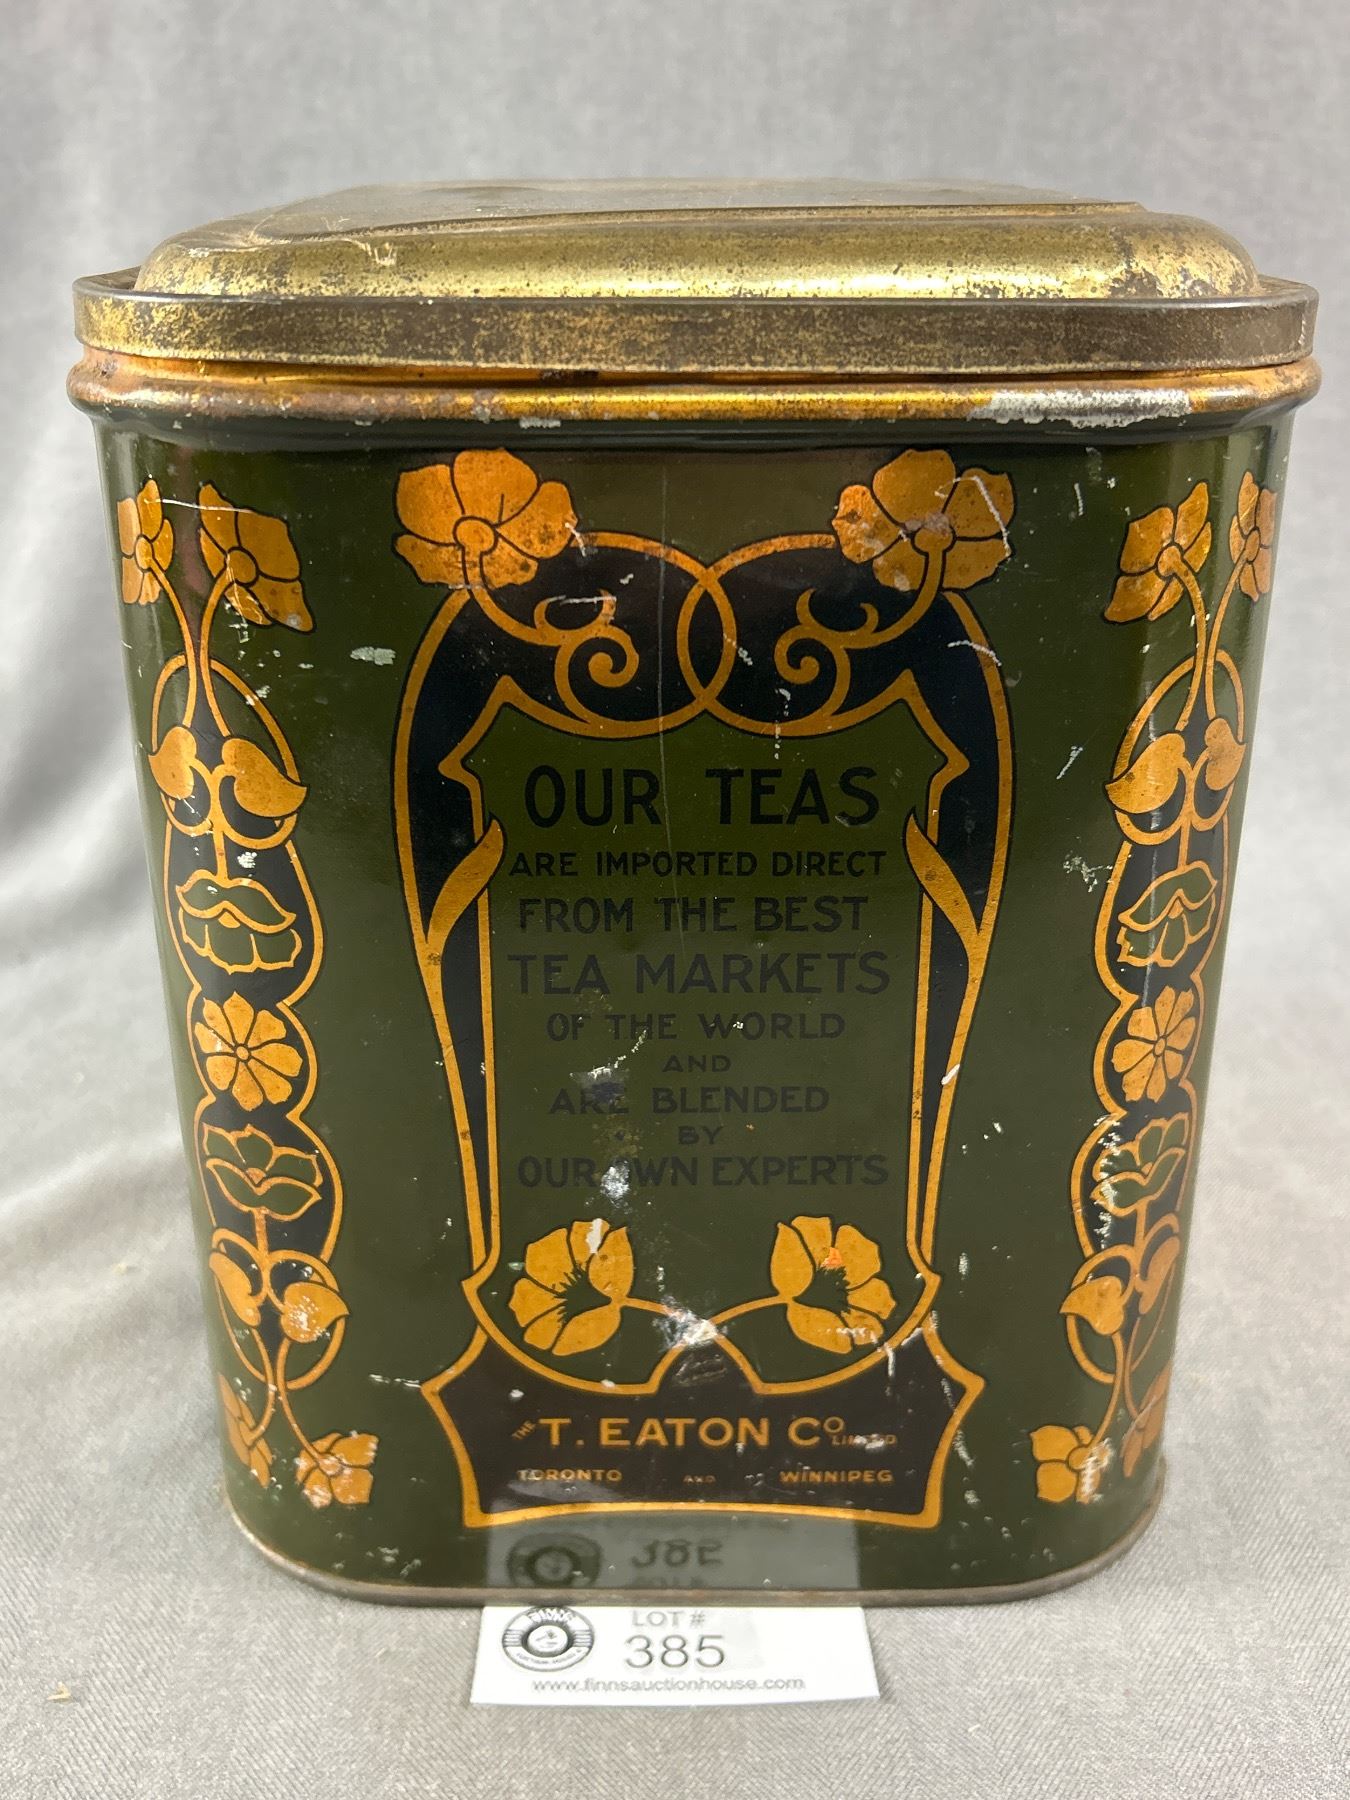 OUR TEAS
ARE IMPORTED DIRECT
FROM THE BEST
TEA MARKETS
OF THE WORLD
AND
ARE BLENDED
BY
OUR OWN EXPERTS
THE T. EATON CO LIMITED
TORONTO AND WINNIPEG
LOT #
385
www.finnsauctionhouse.com